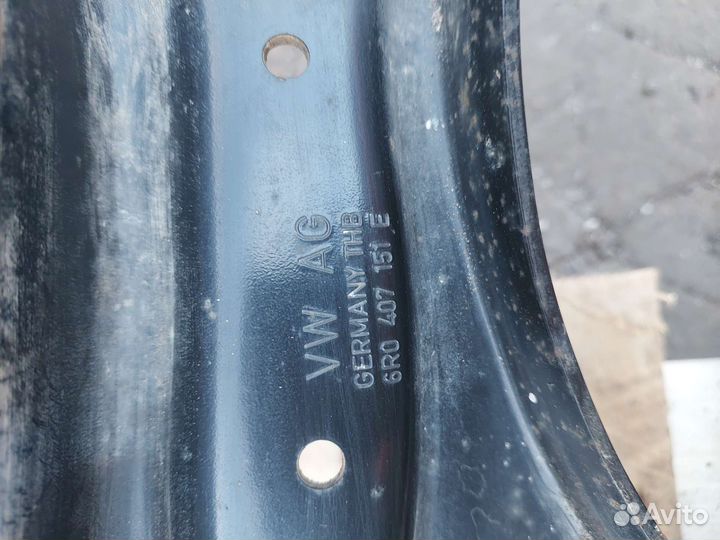 VW AG
GERMANY THB
6R0 407 151 E
Avito